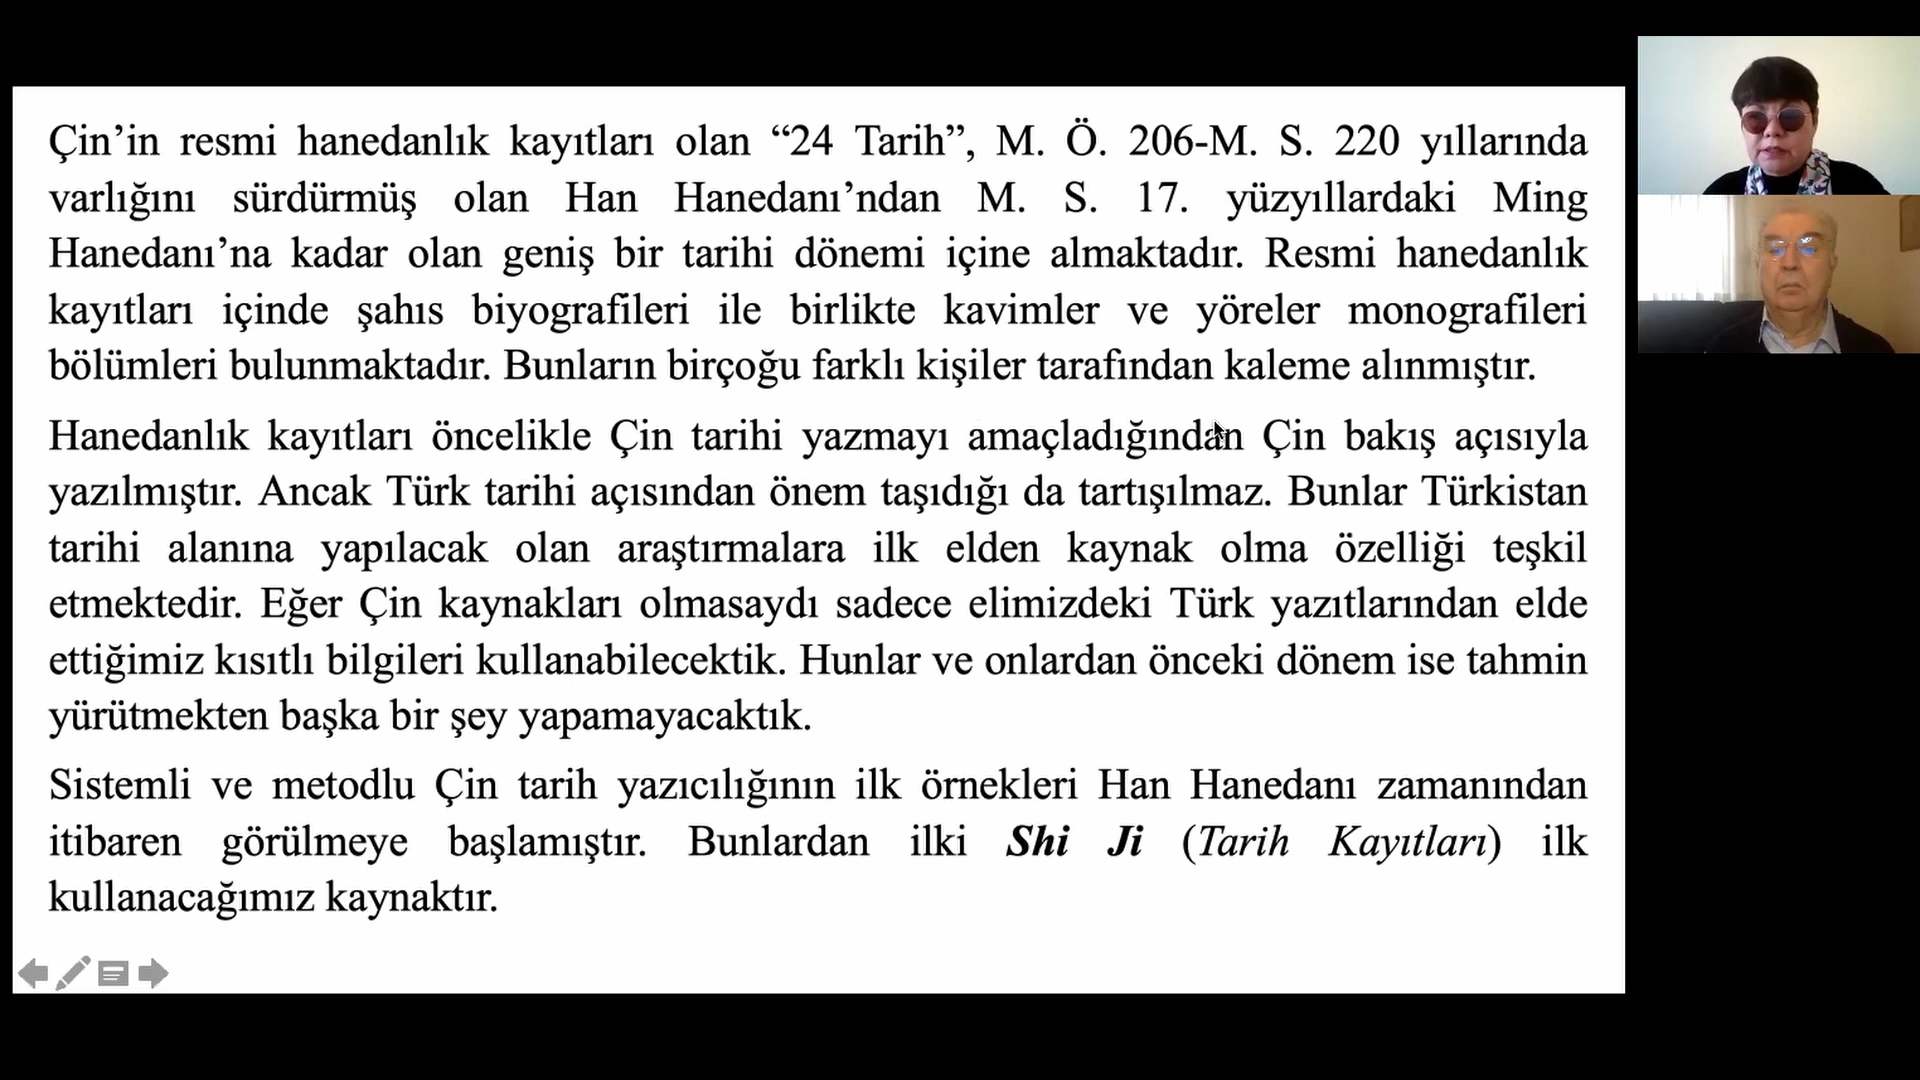 Çin’in resmi hanedanlık kayıtları olan “24 Tarih”, M. Ö. 206-M. S. 220 yıllarında
varlığını sürdürmüş olan Han Hanedanı’ndan M. S. 17. yüzyıllardaki Ming
Hanedanı’na kadar olan geniş bir tarihi dönemi içine almaktadır. Resmi hanedanlık
kayıtları içinde şahıs biyografileri ile birlikte kavimler ve yöreler monografileri
bölümleri bulunmaktadır. Bunların birçoğu farklı kişiler tarafından kaleme alınmıştır.
Hanedanlık kayıtları öncelikle Çin tarihi yazmayı amaçladığından Çin bakış açısıyla
yazılmıştır. Ancak Türk tarihi açısından önem taşıdığı da tartışılmaz. Bunlar Türkistan
tarihi alanına yapılacak olan araştırmalara ilk elden kaynak olma özelliği teşkil
etmektedir. Eğer Çin kaynakları olmasaydı sadece elimizdeki Türk yazıtlarından elde
ettiğimiz kısıtlı bilgileri kullanabilecektik. Hunlar ve onlardan önceki dönem ise tahmin
yürütmekten başka bir şey yapamayacaktık.
Sistemli ve metodlu Çin tarih yazıcılığının ilk örnekleri Han Hanedanı zamanından
itibaren görülmeye başlamıştır. Bunlardan ilki Shi Ji (Tarih Kayıtları) ilk
kullanacağımız kaynaktır.